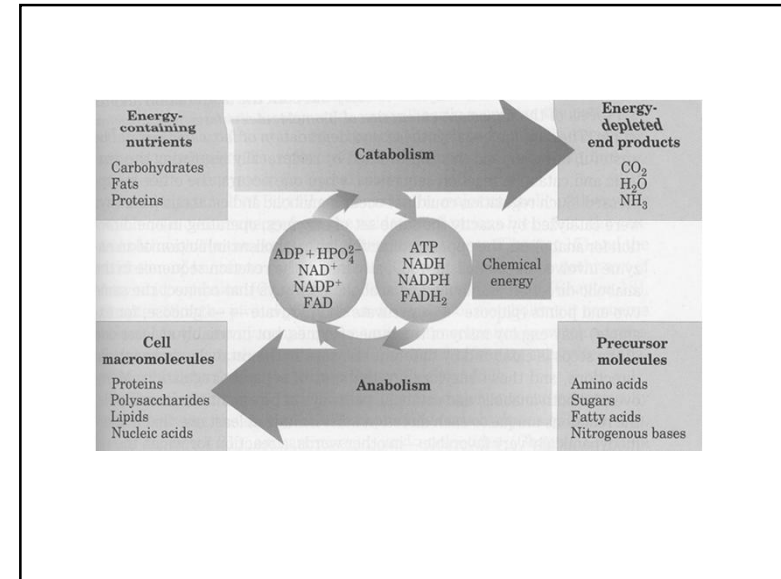 Energy-
containing
nutrients
Carbohydrates
Fats
Proteins
Catabolism
Energy-
depleted
end products
CO₂
H₂O
NH₃
ADP + HPO₄²⁻
NAD⁺
NADP⁺
FAD
ATP
NADH
NADPH
FADH₂
Chemical
energy
Cell
macromolecules
Proteins
Polysaccharides
Lipids
Nucleic acids
Anabolism
Precursor
molecules
Amino acids
Sugars
Fatty acids
Nitrogenous bases